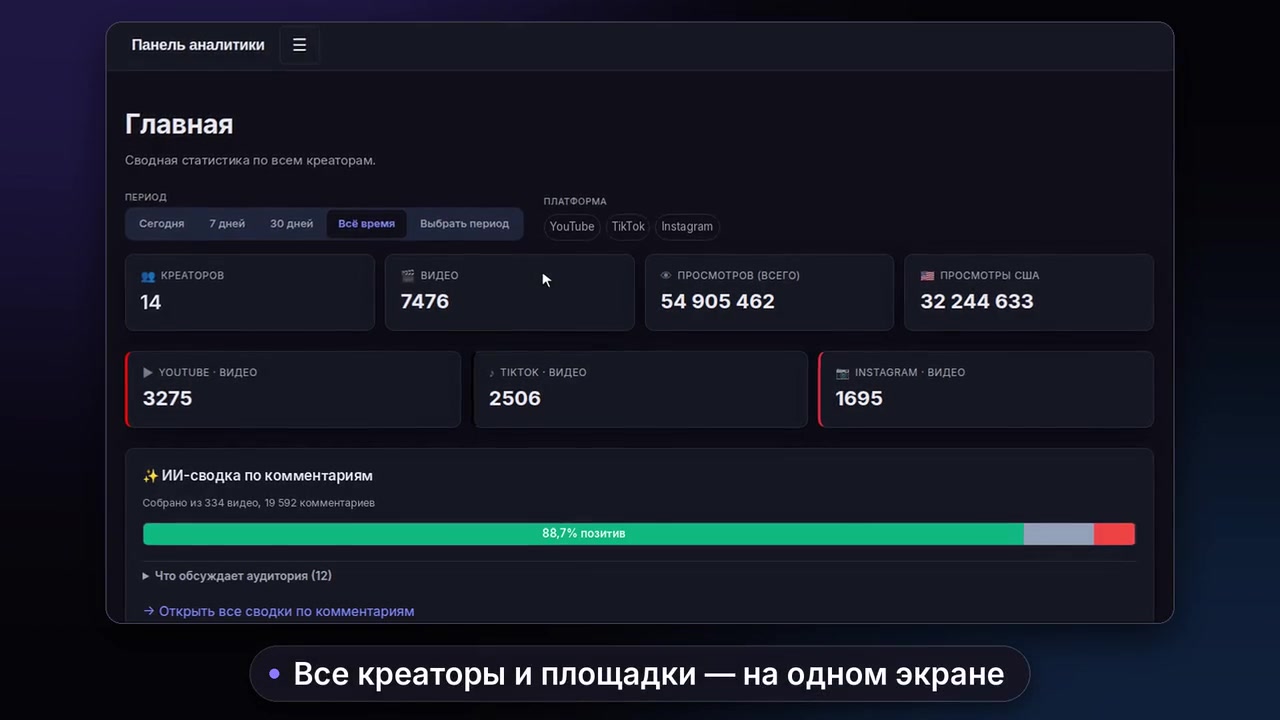 Панель аналитики ☰
Главная
Сводная статистика по всем креаторам.
ПЕРИОД
Сегодня 7 дней 30 дней Всё время Выбрать период
ПЛАТФОРМА
YouTube TikTok Instagram
👥 КРЕАТОРОВ
14
🎬 ВИДЕО
7476
👁 ПРОСМОТРОВ (ВСЕГО)
54 905 462
🇺🇸 ПРОСМОТРЫ США
32 244 633
▶ YOUTUBE · ВИДЕО
3275
♪ TIKTOK · ВИДЕО
2506
📷 INSTAGRAM · ВИДЕО
1695
✨ ИИ-сводка по комментариям
Собрано из 334 видео, 19 592 комментариев
88,7% позитив
▶ Что обсуждает аудитория (12)
→ Открыть все сводки по комментариям
Все креаторы и площадки — на одном экране